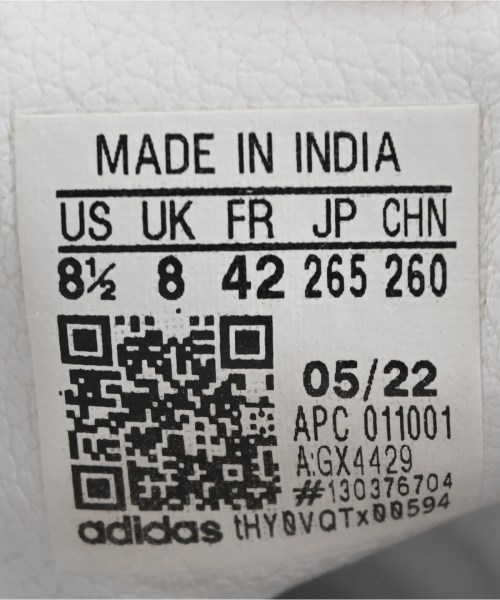 MADE IN INDIA
US UK FR JP CHN
8½ 8 42 265 260
05/22
APC 011001
A:GX4429
#130376704
adidas tHY0VQTx00594